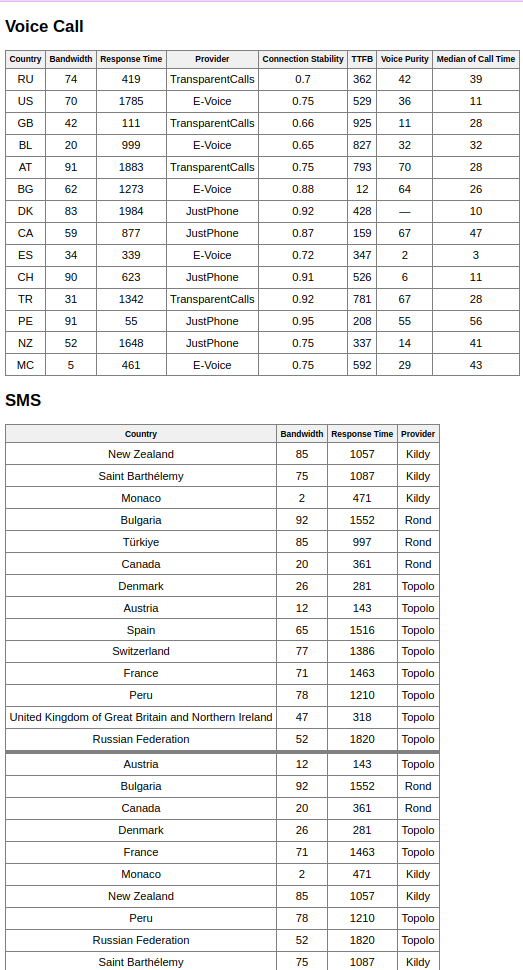 Voice Call
Country Bandwidth Response Time Provider Connection Stability TTFB Voice Purity Median of Call Time
RU 74 419 TransparentCalls 0.7 362 42 39
US 70 1785 E-Voice 0.75 529 36 11
GB 42 111 TransparentCalls 0.66 925 11 28
BL 20 999 E-Voice 0.65 827 32 32
AT 91 1883 TransparentCalls 0.75 793 70 28
BG 62 1273 E-Voice 0.88 12 64 26
DK 83 1984 JustPhone 0.92 428 — 10
CA 59 877 JustPhone 0.87 159 67 47
ES 34 339 E-Voice 0.72 347 2 3
CH 90 623 JustPhone 0.91 526 6 11
TR 31 1342 TransparentCalls 0.92 781 67 28
PE 91 55 JustPhone 0.95 208 55 56
NZ 52 1648 JustPhone 0.75 337 14 41
MC 5 461 E-Voice 0.75 592 29 43
SMS
Country Bandwidth Response Time Provider
New Zealand 85 1057 Kildy
Saint Barthélemy 75 1087 Kildy
Monaco 2 471 Kildy
Bulgaria 92 1552 Rond
Türkiye 85 997 Rond
Canada 20 361 Rond
Denmark 26 281 Topolo
Austria 12 143 Topolo
Spain 65 1516 Topolo
Switzerland 77 1386 Topolo
France 71 1463 Topolo
Peru 78 1210 Topolo
United Kingdom of Great Britain and Northern Ireland 47 318 Topolo
Russian Federation 52 1820 Topolo
Austria 12 143 Topolo
Bulgaria 92 1552 Rond
Canada 20 361 Rond
Denmark 26 281 Topolo
France 71 1463 Topolo
Monaco 2 471 Kildy
New Zealand 85 1057 Kildy
Peru 78 1210 Topolo
Russian Federation 52 1820 Topolo
Saint Barthélemy 75 1087 Kildy